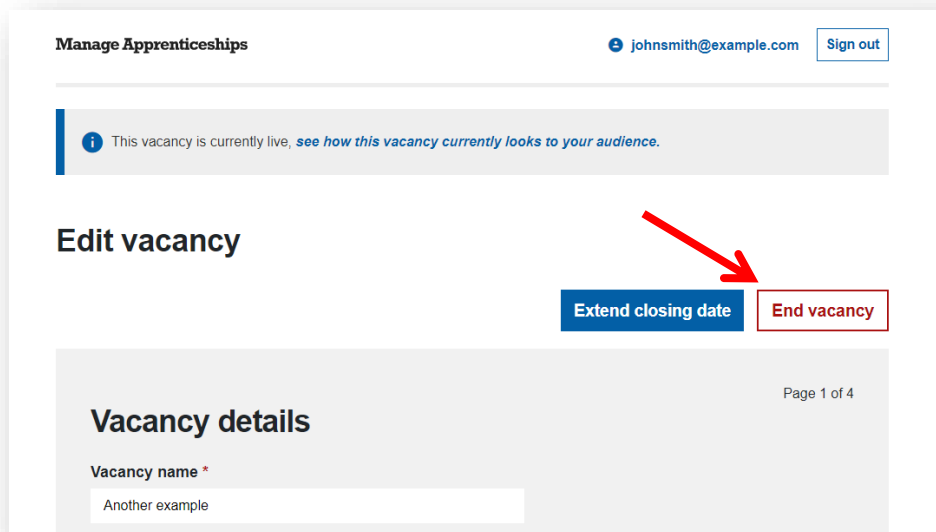 Manage Apprenticeships
johnsmith@example.com
Sign out
This vacancy is currently live, see how this vacancy currently looks to your audience.
Edit vacancy
Extend closing date
End vacancy
Page 1 of 4
Vacancy details
Vacancy name *
Another example